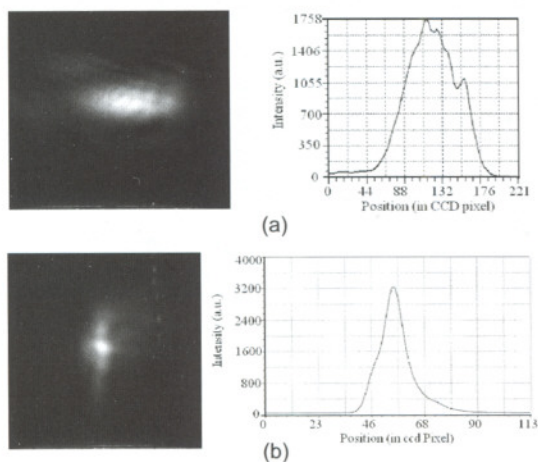 1758
1406
1055
700
350
0
Intensity (a.u.)
0 44 88 132 176 221
Position (in CCD pixel)
(a)
4000
3200
2400
1600
800
0
Intensity (a.u.)
0 23 46 68 90 113
Position (in ccd Pixel)
(b)